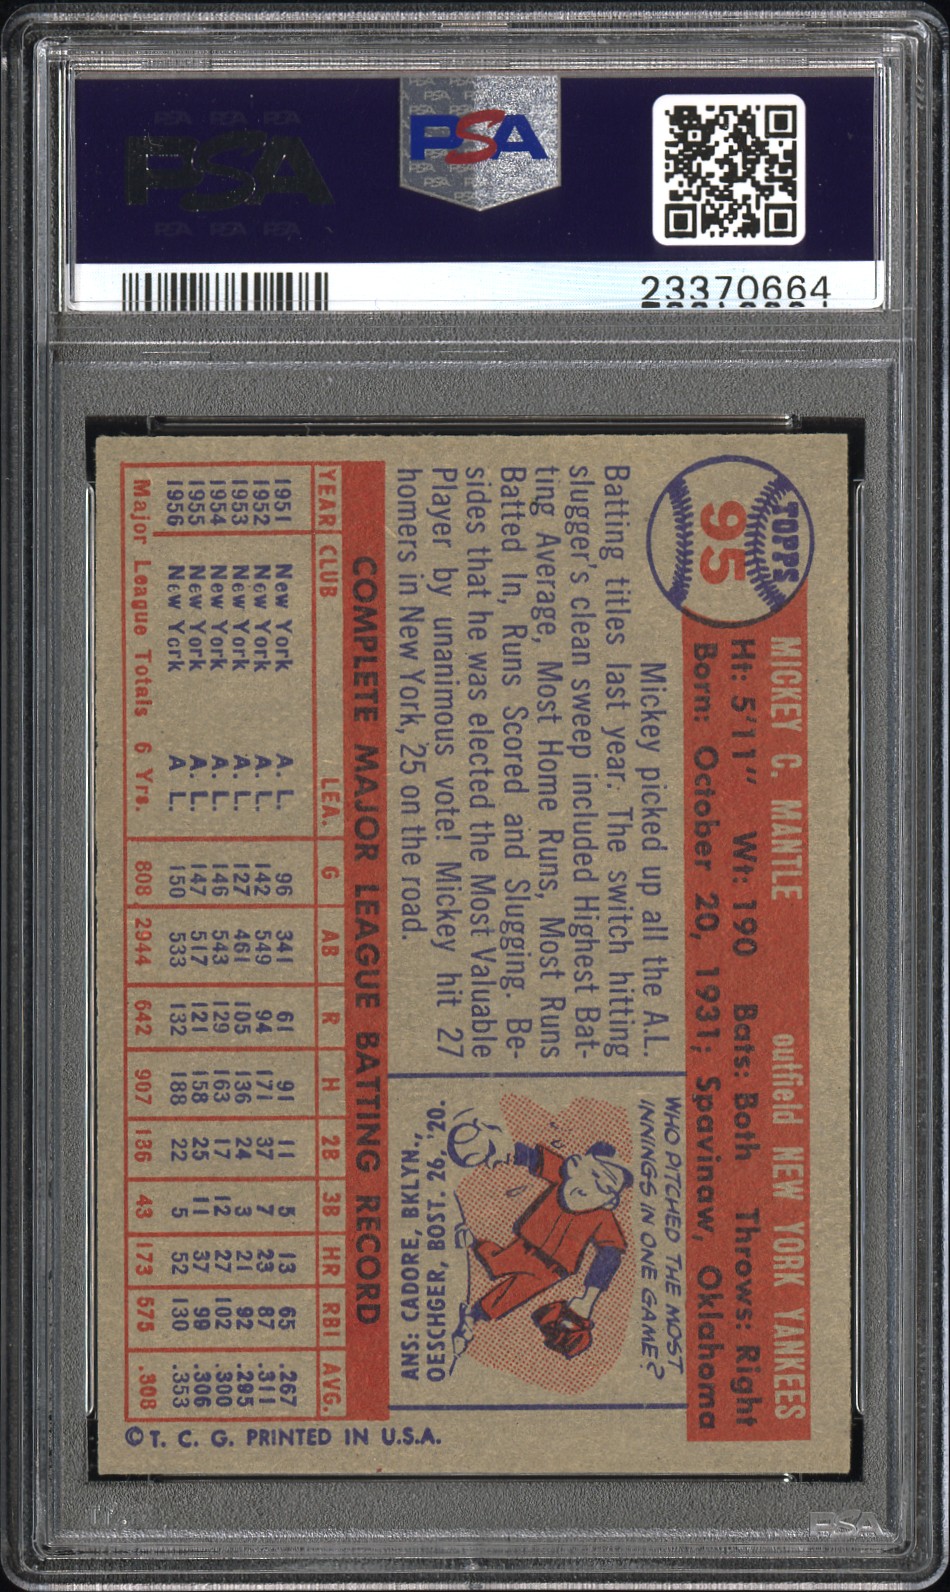 PSA
PSA
23370664
TOPPS
95
MICKEY C. MANTLE outfield NEW YORK YANKEES
Ht: 5'11" Wt: 190 Bats: Both Throws: Right
Born: October 20, 1931; Spavinaw, Oklahoma
Mickey picked up all the A.L.
Batting titles last year. The switch hitting
slugger's clean sweep included Highest Bat-
ting Average, Most Home Runs, Most Runs
Batted In, Runs Scored and Slugging. Be-
sides that he was elected the Most Valuable
Player by unanimous vote! Mickey hit 27
homers in New York, 25 on the road.
WHO PITCHED THE MOST
INNINGS IN ONE GAME?
ANS: CADORE, BKLYN.,
OESCHGER, BOST. 26, '20.
COMPLETE MAJOR LEAGUE BATTING RECORD
YEAR CLUB LEA. G AB R H 2B 3B HR RBI AVG.
1951 New York A. L. 96 341 61 91 11 5 13 65 .267
1952 New York A. L. 142 549 94 171 37 7 23 87 .311
1953 New York A. L. 127 461 105 136 24 3 21 92 .295
1954 New York A. L. 146 543 129 163 17 12 27 102 .300
1955 New York A. L. 147 517 121 158 25 11 37 99 .306
1956 New York A L. 150 533 132 188 22 5 52 130 .353
Major League Totals 6 Yrs. 808 2944 642 907 136 43 173 575 .308
© T. C. G. PRINTED IN U.S.A.
PSA